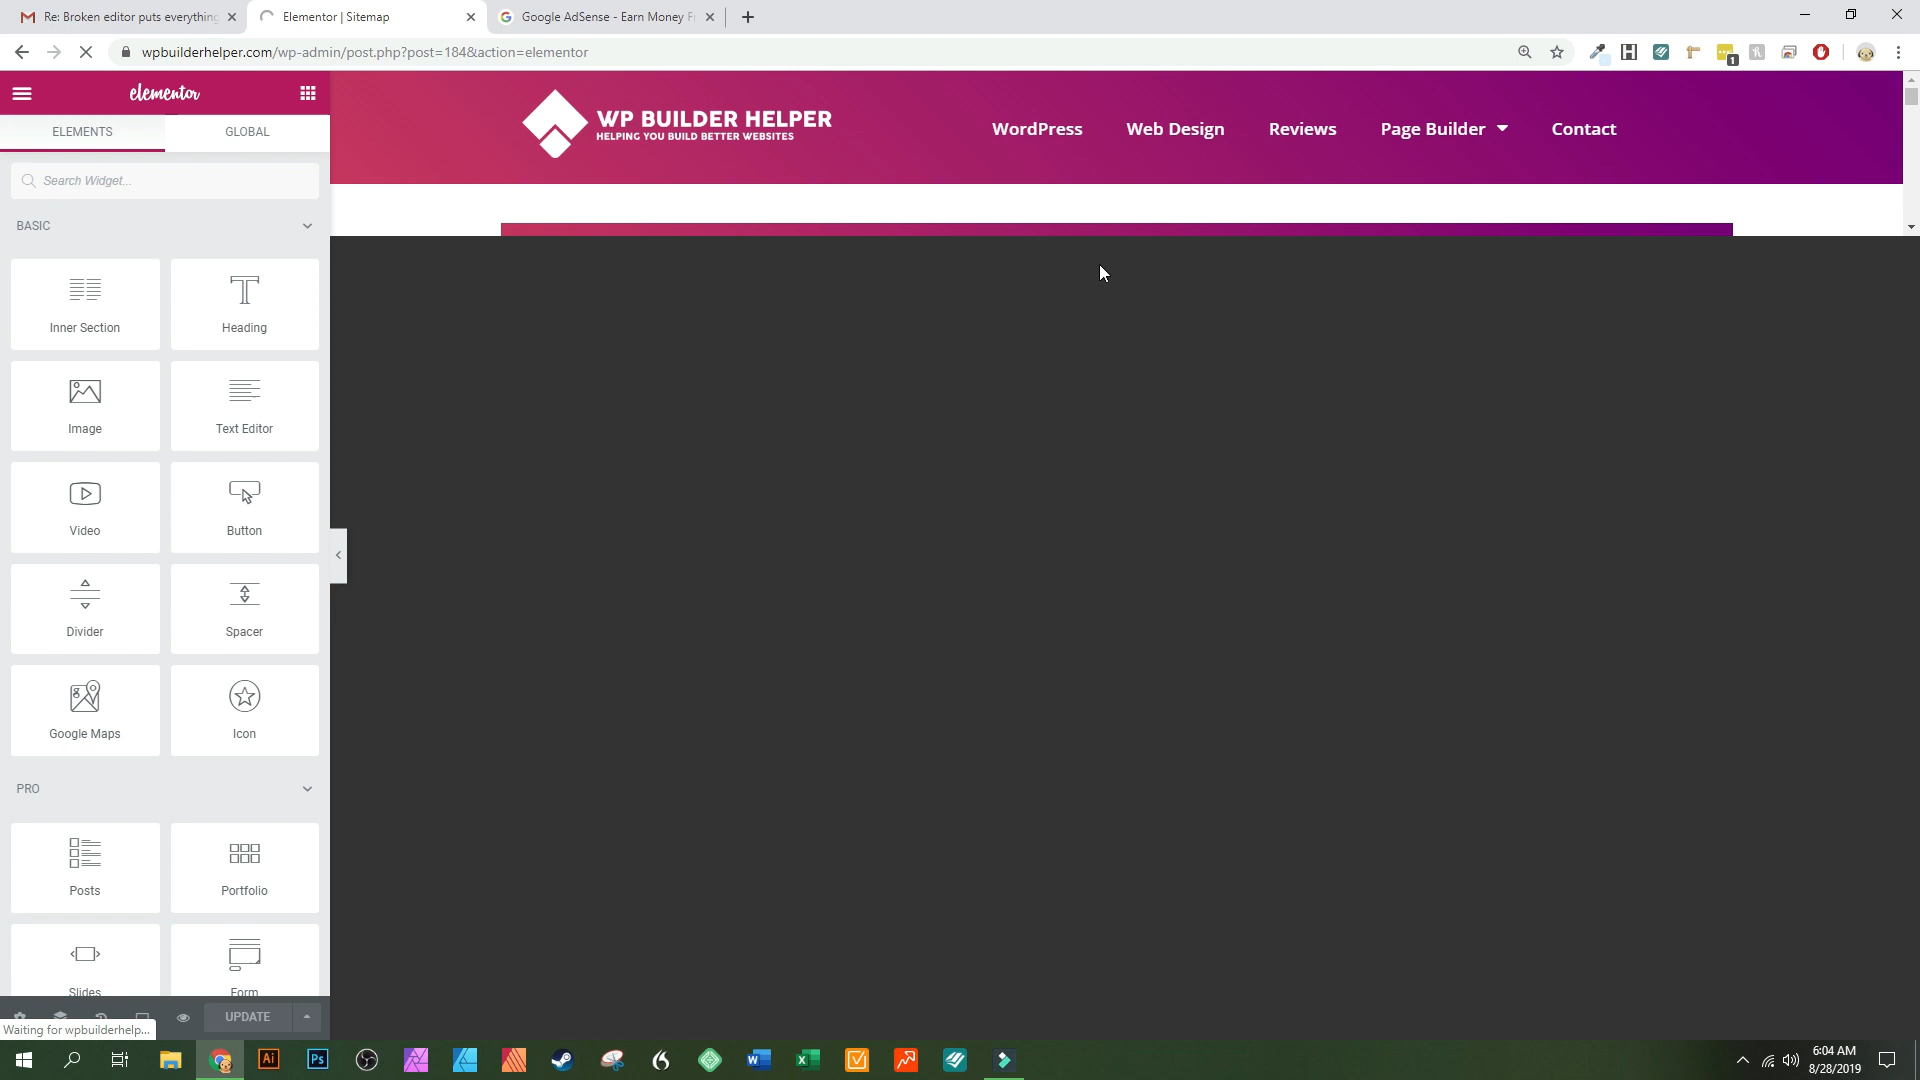 Re: Broken editor puts everything
Elementor | Sitemap
Google AdSense - Earn Money F
wpbuilderhelper.com/wp-admin/post.php?post=184&action=elementor
1
elementor
ELEMENTS
GLOBAL
Search Widget...
BASIC
Inner Section
Heading
Image
Text Editor
Video
Button
Divider
Spacer
Google Maps
Icon
PRO
Posts
Portfolio
Slides
Form
UPDATE
Waiting for wpbuilderhelp...
WP BUILDER HELPER
HELPING YOU BUILD BETTER WEBSITES
WordPress
Web Design
Reviews
Page Builder
Contact
Ai
Ps
6:04 AM
8/28/2019